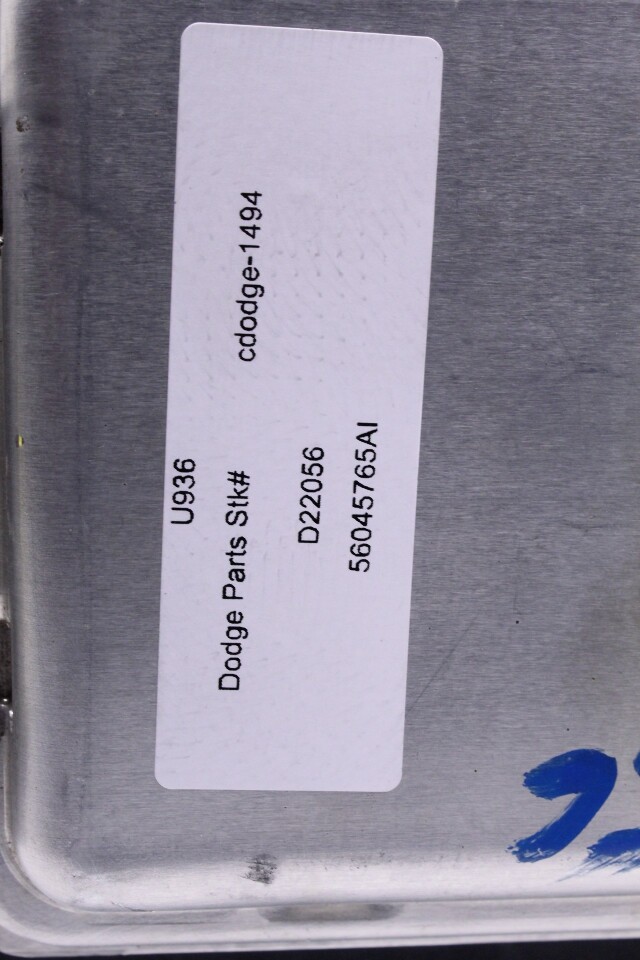 U936
Dodge Parts Stk# cdodge-1494
D22056
56045765AI